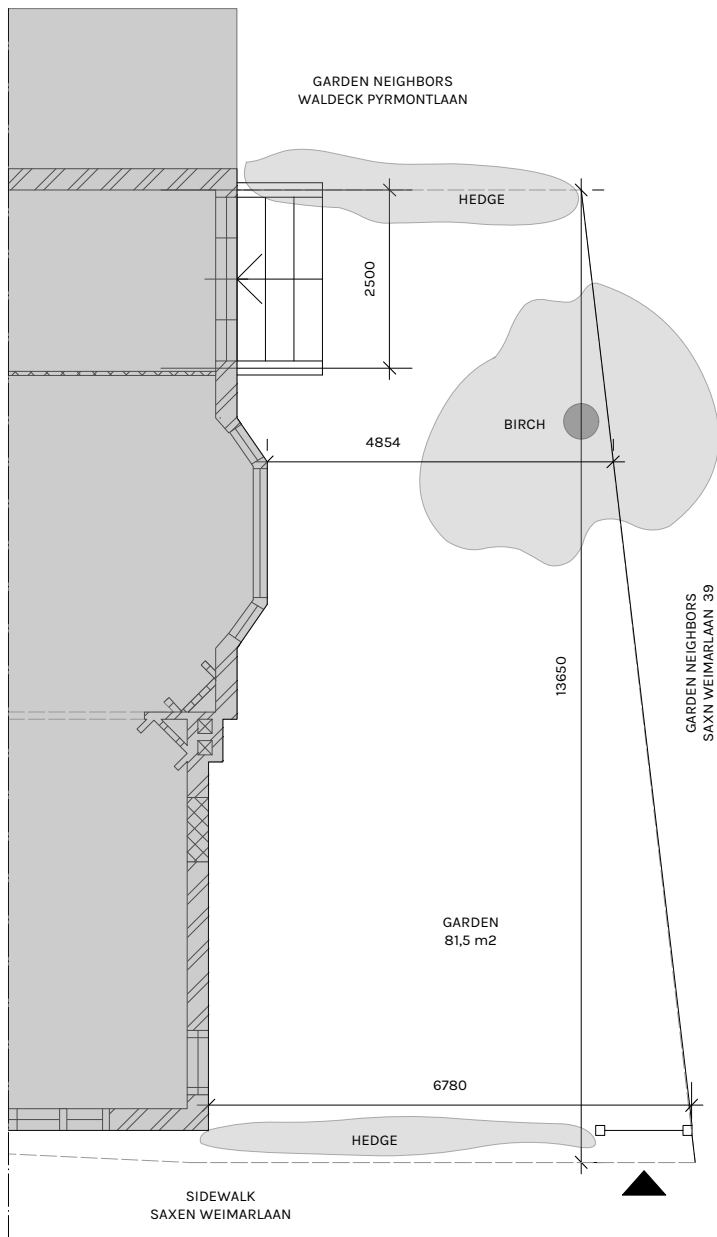 GARDEN NEIGHBORS
WALDECK PYRMONTLAAN
HEDGE
2500
BIRCH
4854
GARDEN NEIGHBORS
SAXN WEIMARLAAN 39
13650
GARDEN
81,5 m2
6780
HEDGE
SIDEWALK
SAXEN WEIMARLAAN